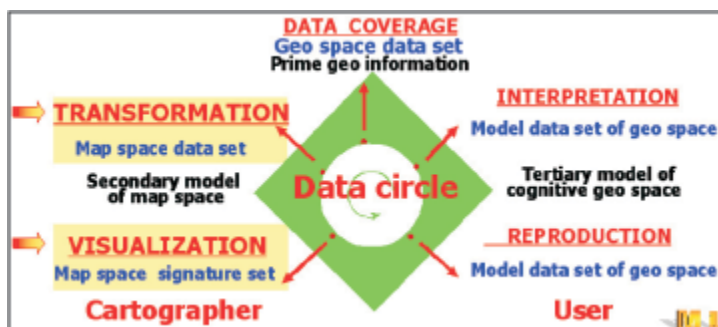 DATA COVERAGE
Geo space data set
Prime geo information
TRANSFORMATION
Map space data set
Secondary model
of map space
VISUALIZATION
Map space signature set
Cartographer
Data circle
INTERPRETATION
Model data set of geo space
Tertiary model of
cognitive geo space
REPRODUCTION
Model data set of geo space
User